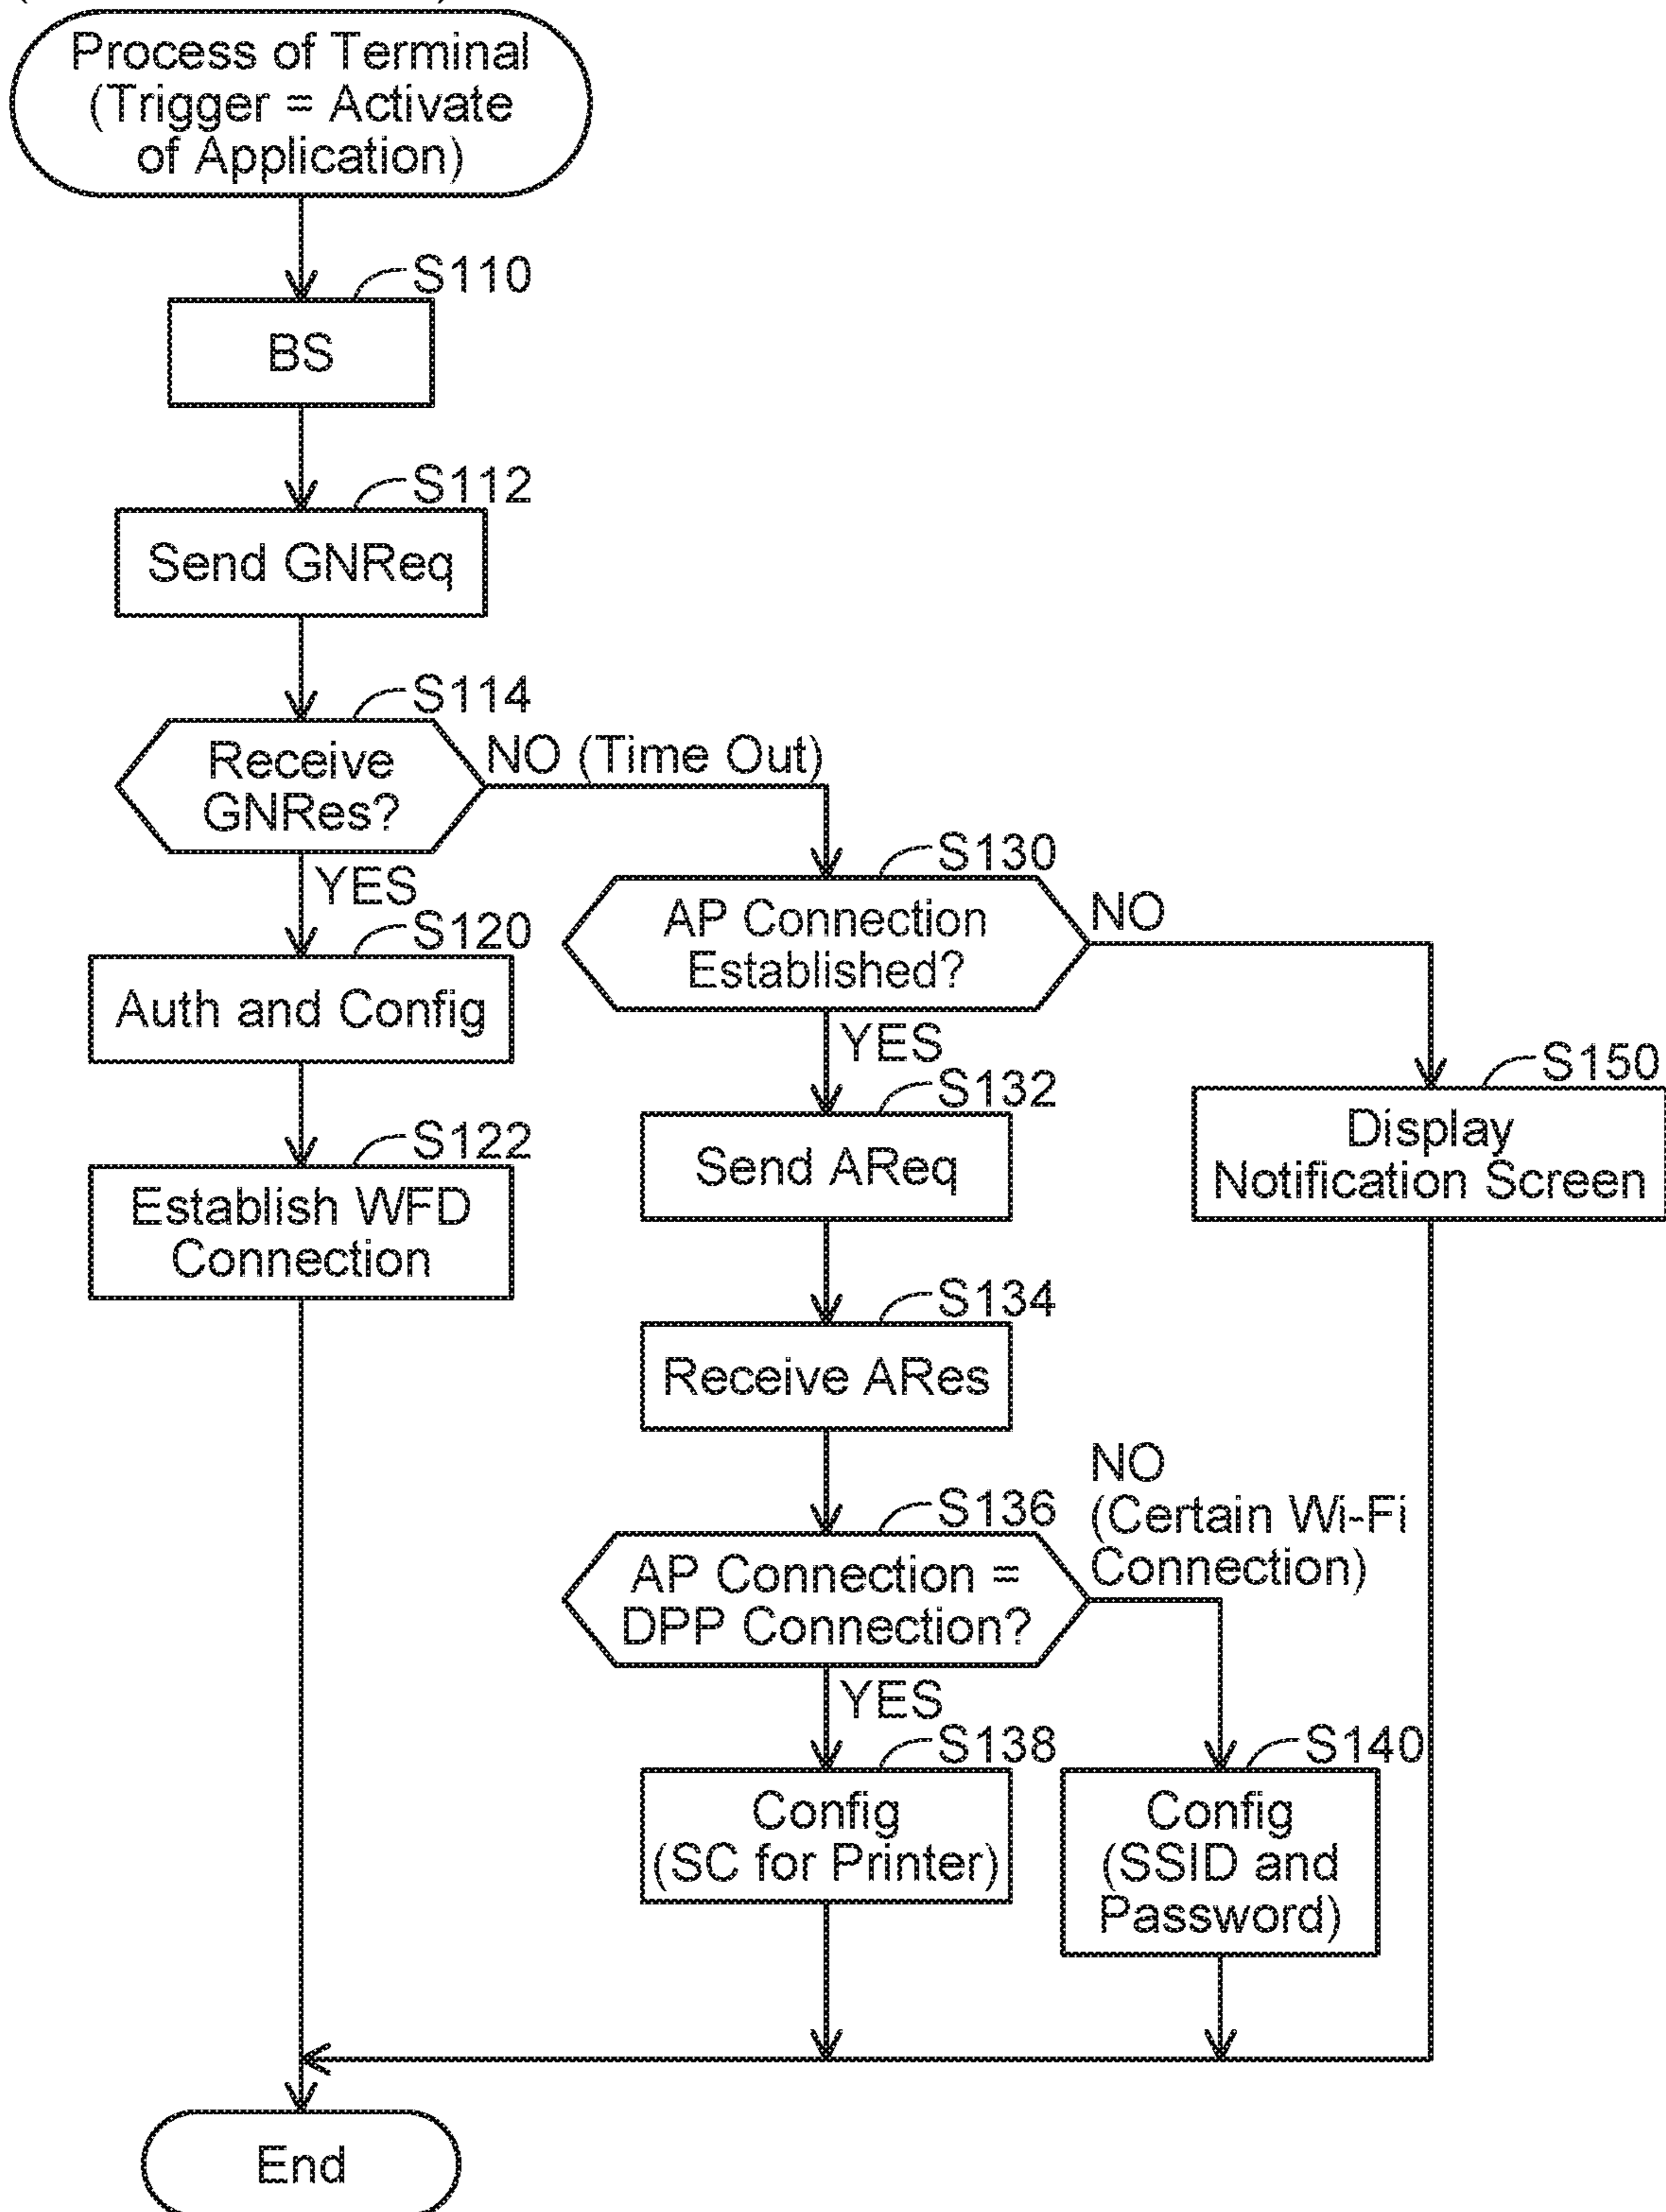 Process of Terminal
(Trigger = Activate
of Application)
S110
BS
S112
Send GNReq
S114
Receive
GNRes?
NO (Time Out)
YES
S120
Auth and Config
S122
Establish WFD
Connection
S130
AP Connection
Established?
NO
YES
S132
Send AReq
S150
Display
Notification Screen
S134
Receive ARes
S136
AP Connection =
DPP Connection?
NO
(Certain Wi-Fi
Connection)
YES
S138
Config
(SC for Printer)
S140
Config
(SSID and
Password)
End